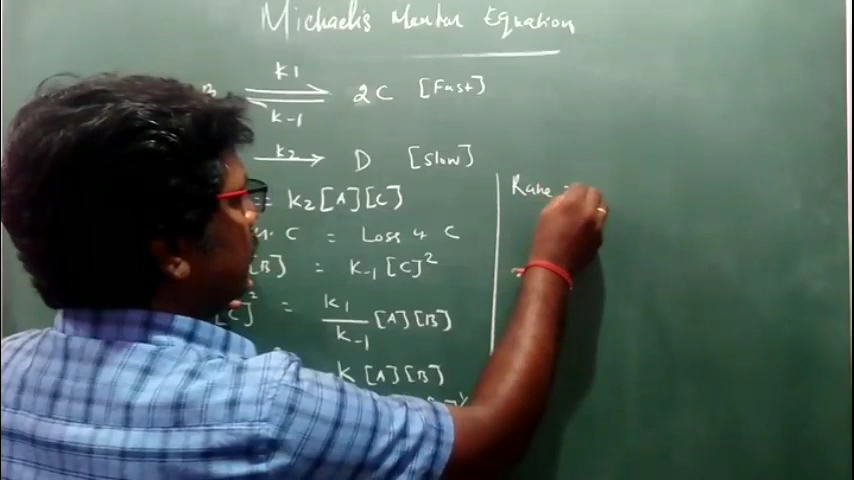 Michaelis Menten Equation
B ⇌ 2C [Fast]
K1
K-1
K2
→ D [Slow]
= K2[A][C]
C = Loss of C
[B] = K-1[C]²
[C]² = K1/K-1 [A][B]
K[A][B]
Rate =